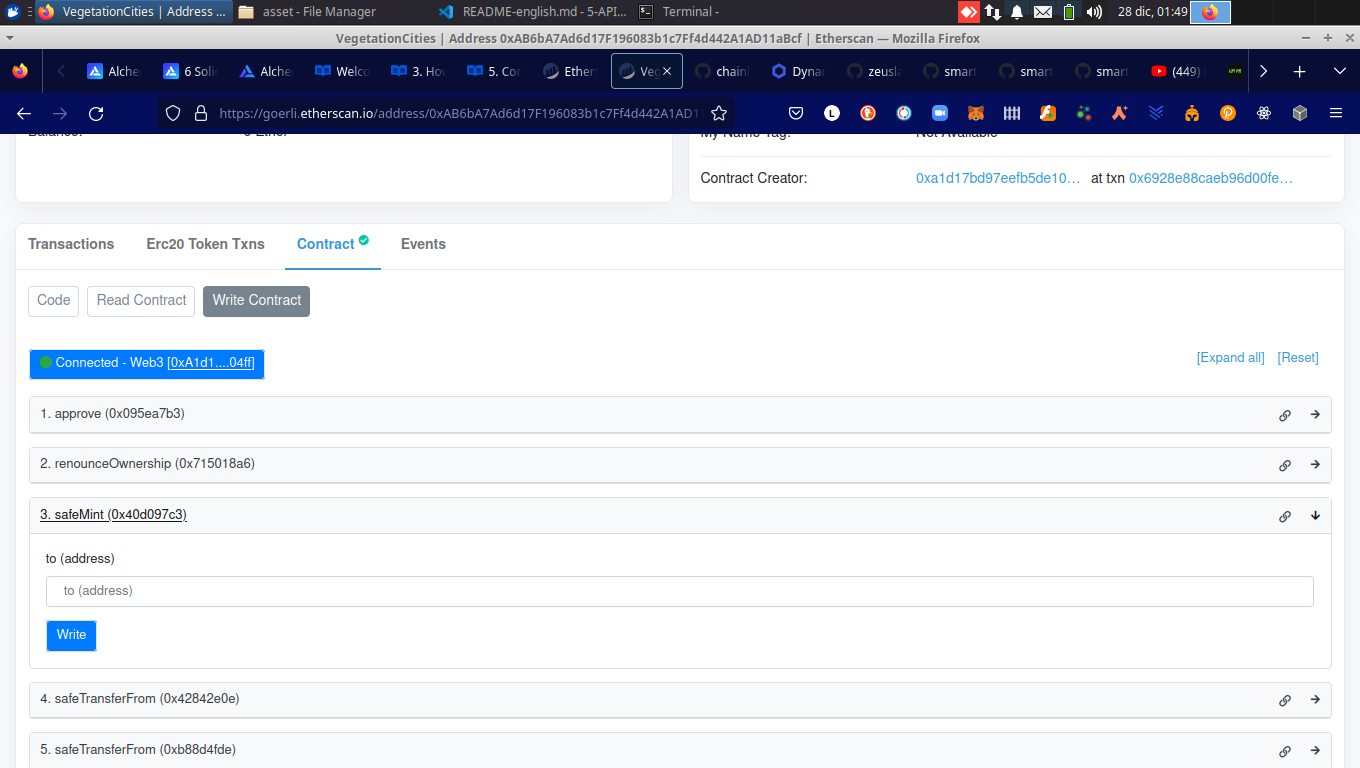 VegetationCities | Address ... asset - File Manager README-english.md - 5-API... Terminal - 28 dic, 01:49
VegetationCities | Address 0xAB6bA7Ad6d17F196083b1c7Ff4d442A1AD11aBcf | Etherscan — Mozilla Firefox
Alche 6 Soli Alche Welco 3. Ho 5. Co Ethers Veg chain Dynar zeusla smart smart smart (449)
https://goerli.etherscan.io/address/0xAB6bA7Ad6d17F196083b1c7Ff4d442A1AD1
Balance: 0 Ether My Name Tag: Not Available
Contract Creator: 0xa1d17bd97eefb5de10... at txn 0x6928e88caeb96d00fe...
Transactions Erc20 Token Txns Contract Events
Code Read Contract Write Contract
Connected - Web3 [0xA1d1....04ff] [Expand all] [Reset]
1. approve (0x095ea7b3)
2. renounceOwnership (0x715018a6)
3. safeMint (0x40d097c3)
to (address)
to (address)
Write
4. safeTransferFrom (0x42842e0e)
5. safeTransferFrom (0xb88d4fde)